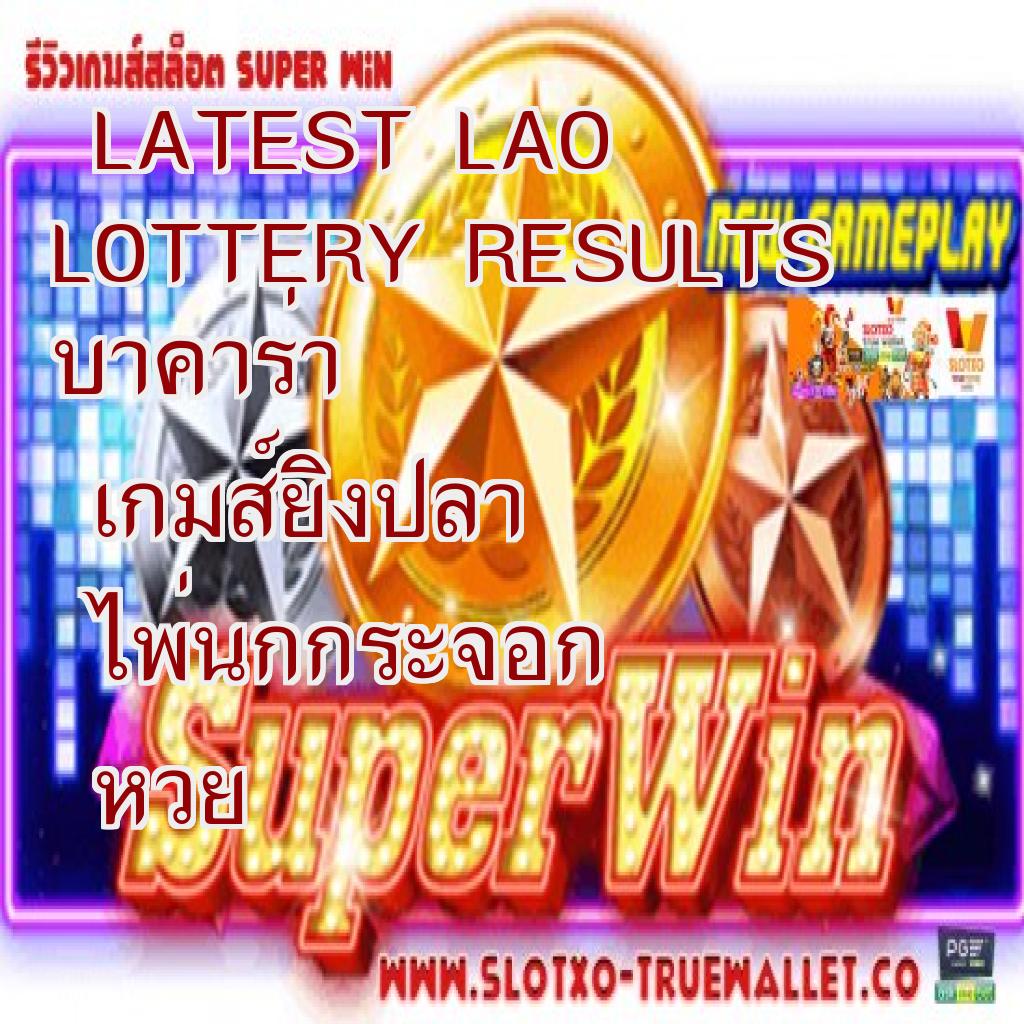 รีวิวเกมส์สล็อต SUPER WIN
LATEST LAO
LOTTERY RESULTS
NEW GAMEPLAY
บาคาร่า
SLOTXO
SLOTXO
เกมส์ยิงปลา
ไพ่นกกระจอก
หวย
SuperWin
WWW.SLOTXO-TRUEWALLET.CO